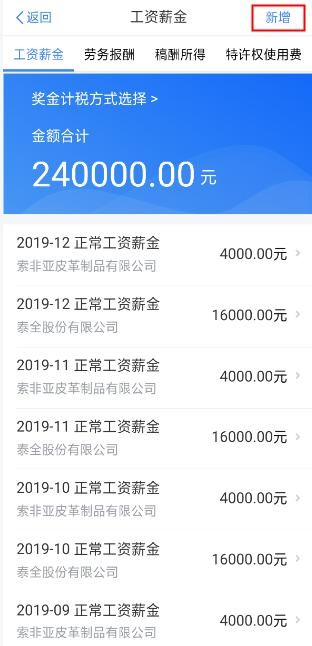 返回 工资薪金 新增
工资薪金 劳务报酬 稿酬所得 特许权使用费
奖金计税方式选择 >
金额合计
240000.00 元
2019-12 正常工资薪金
索非亚皮革制品有限公司
4000.00元
2019-12 正常工资薪金
泰全股份有限公司
16000.00元
2019-11 正常工资薪金
索非亚皮革制品有限公司
4000.00元
2019-11 正常工资薪金
泰全股份有限公司
16000.00元
2019-10 正常工资薪金
索非亚皮革制品有限公司
4000.00元
2019-10 正常工资薪金
泰全股份有限公司
16000.00元
2019-09 正常工资薪金
索非亚皮革制品有限公司
4000.00元